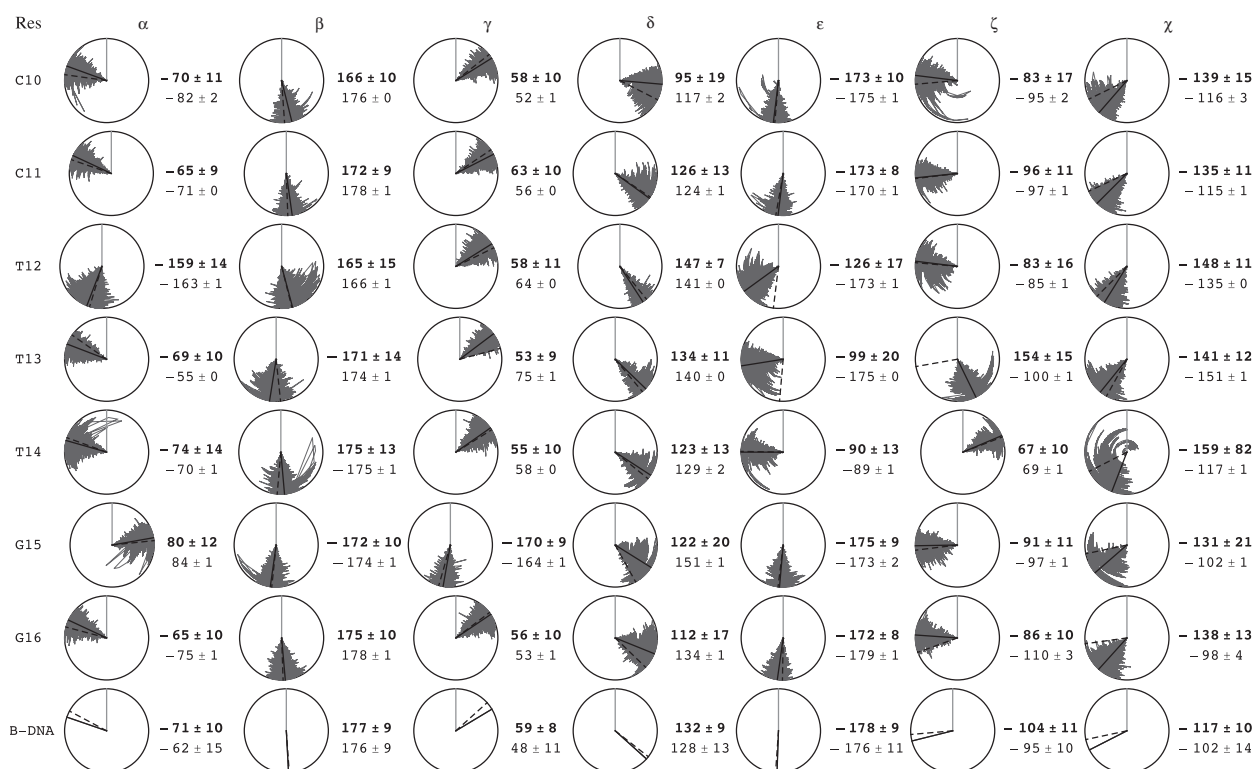 Res α β γ δ ε ζ χ
C10 −70 ± 11 166 ± 10 58 ± 10 95 ± 19 −173 ± 10 −83 ± 17 −139 ± 15
−82 ± 2 176 ± 0 52 ± 1 117 ± 2 −175 ± 1 −95 ± 2 −116 ± 3
C11 −65 ± 9 172 ± 9 63 ± 10 126 ± 13 −173 ± 8 −96 ± 11 −135 ± 11
−71 ± 0 178 ± 1 56 ± 0 124 ± 1 −170 ± 1 −97 ± 1 −115 ± 1
T12 −159 ± 14 165 ± 15 58 ± 11 147 ± 7 −126 ± 17 −83 ± 16 −148 ± 11
−163 ± 1 166 ± 1 64 ± 0 141 ± 0 −173 ± 1 −85 ± 1 −135 ± 0
T13 −69 ± 10 −171 ± 14 53 ± 9 134 ± 11 −99 ± 20 154 ± 15 −141 ± 12
−55 ± 0 174 ± 1 75 ± 1 140 ± 0 −175 ± 0 −100 ± 1 −151 ± 1
T14 −74 ± 14 175 ± 13 55 ± 10 123 ± 13 −90 ± 13 67 ± 10 −159 ± 82
−70 ± 1 −175 ± 1 58 ± 0 129 ± 2 −89 ± 1 69 ± 1 −117 ± 1
G15 80 ± 12 −172 ± 10 −170 ± 9 122 ± 20 −175 ± 9 −91 ± 11 −131 ± 21
84 ± 1 −174 ± 1 −164 ± 1 151 ± 1 −173 ± 2 −97 ± 1 −102 ± 1
G16 −65 ± 10 175 ± 10 56 ± 10 112 ± 17 −172 ± 8 −86 ± 10 −138 ± 13
−75 ± 1 178 ± 1 53 ± 1 134 ± 1 −179 ± 1 −110 ± 3 −98 ± 4
B−DNA −71 ± 10 177 ± 9 59 ± 8 132 ± 9 −178 ± 9 −104 ± 11 −117 ± 10
−62 ± 15 176 ± 9 48 ± 11 128 ± 13 −176 ± 11 −95 ± 10 −102 ± 14